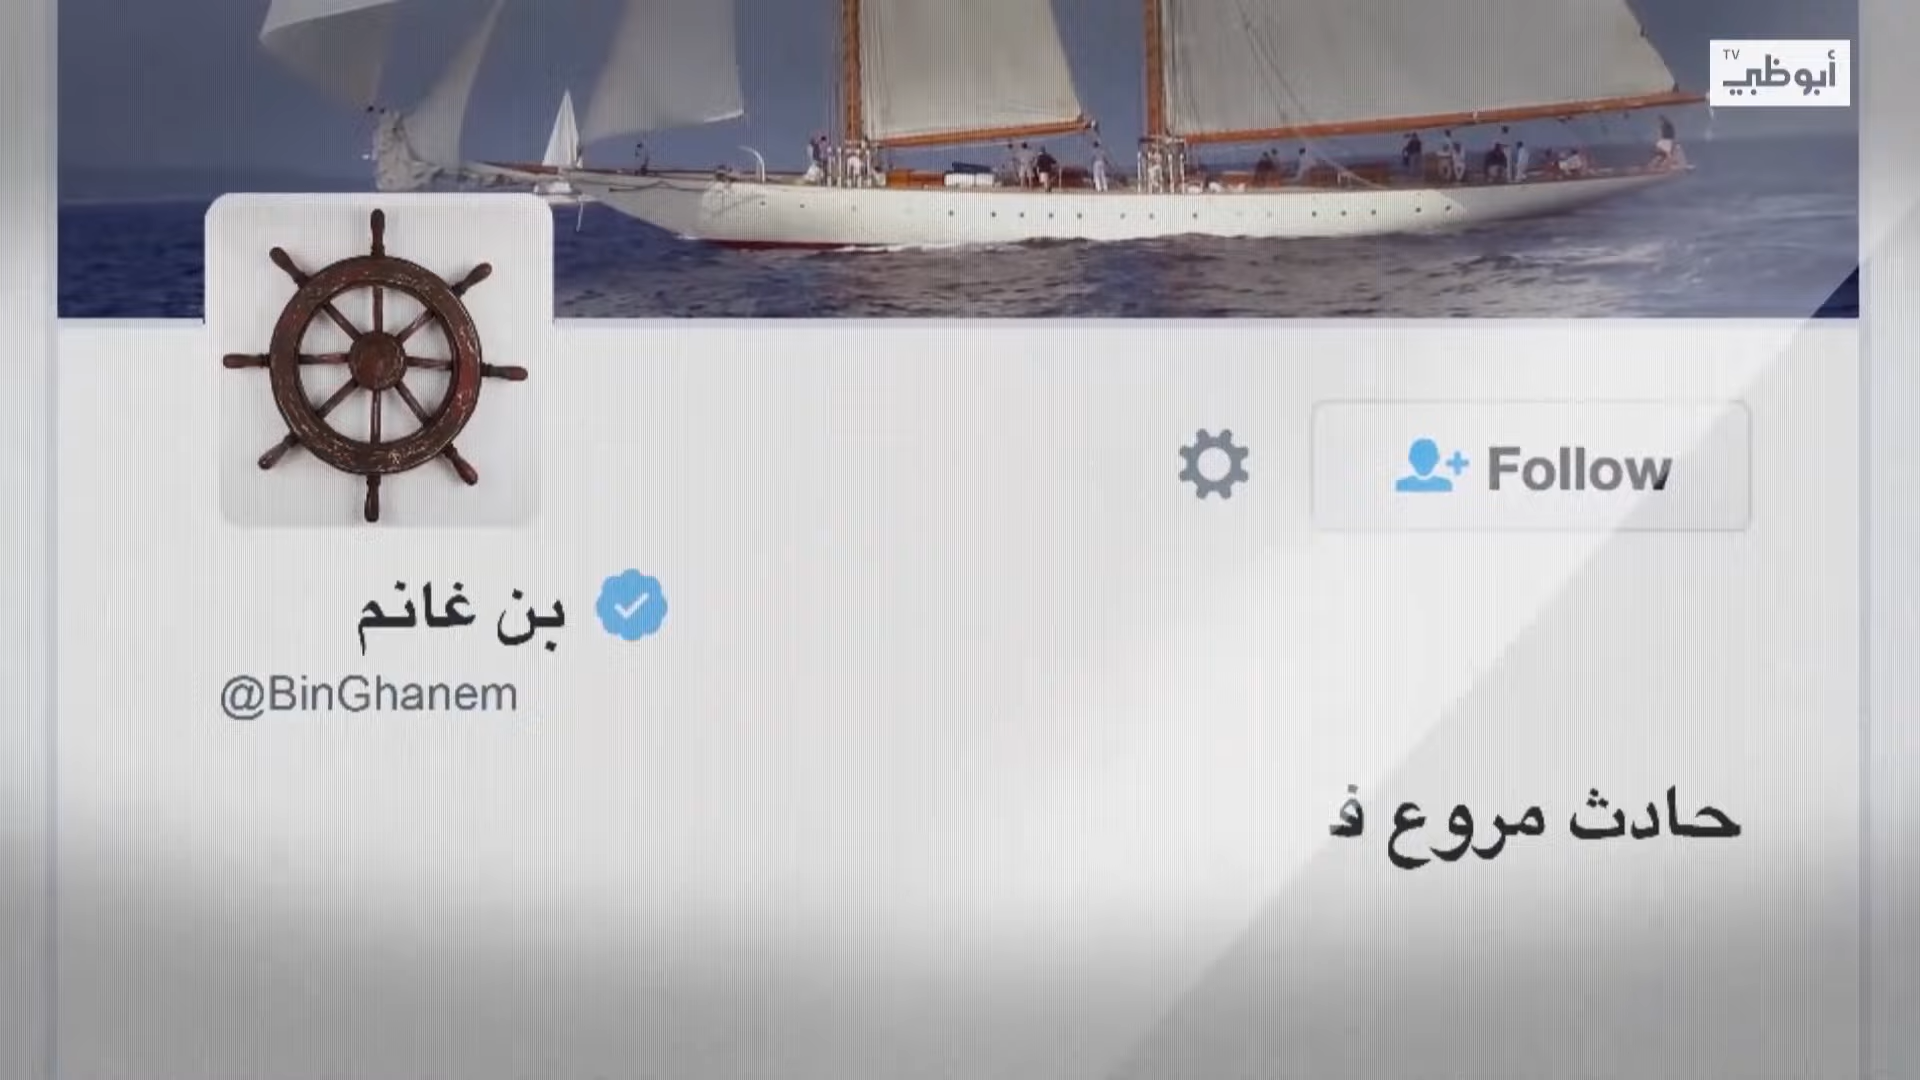 TV
أبوظبي
Follow
بن غانم
@BinGhanem
حادث مروع ف